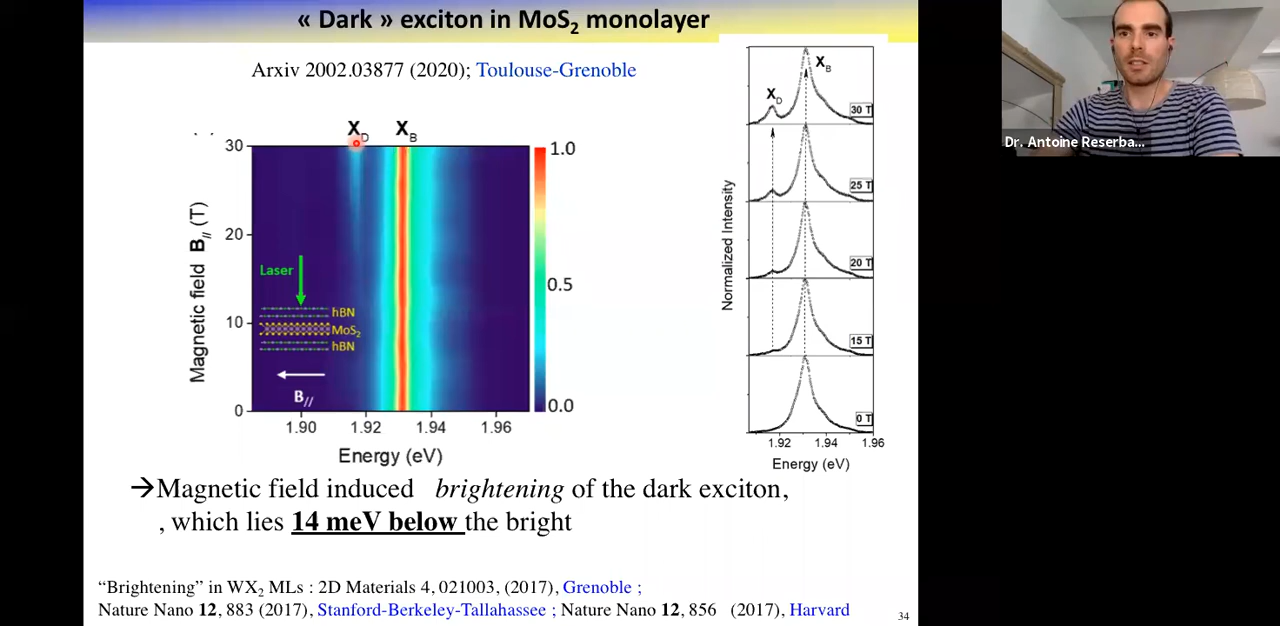 « Dark » exciton in MoS₂ monolayer
Arxiv 2002.03877 (2020); Toulouse-Grenoble
X_D X_B
30
20
10
0
Magnetic field B// (T)
Laser
hBN
MoS₂
hBN
B//
1.90 1.92 1.94 1.96
Energy (eV)
1.0
0.5
0.0
Normalized Intensity
X_B
X_D
30 T
25 T
20 T
15 T
0 T
1.92 1.94 1.96
Energy (eV)
→Magnetic field induced brightening of the dark exciton,
, which lies 14 meV below the bright
“Brightening” in WX₂ MLs : 2D Materials 4, 021003, (2017), Grenoble ;
Nature Nano 12, 883 (2017), Stanford-Berkeley-Tallahassee ; Nature Nano 12, 856 (2017), Harvard
34
Dr. Antoine Reserba...